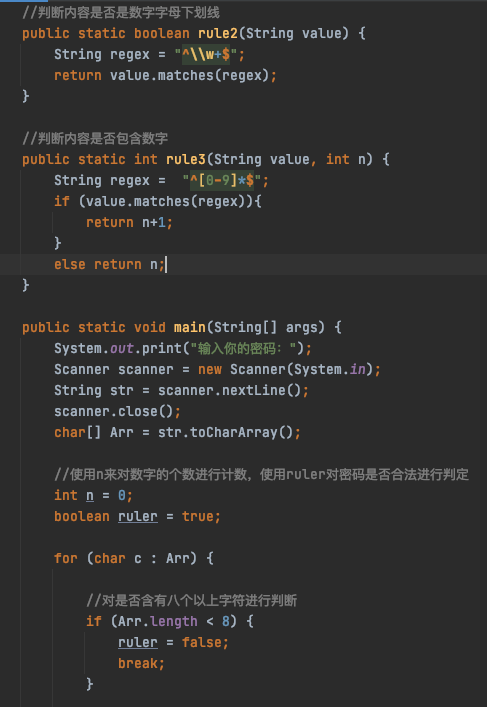 //判断内容是否是数字字母下划线
public static boolean rule2(String value) {
String regex = "^\\w+$";
return value.matches(regex);
}
//判断内容是否包含数字
public static int rule3(String value, int n) {
String regex =  "^[0-9]*$";
if (value.matches(regex)){
return n+1;
}
else return n;
}
public static void main(String[] args) {
System.out.print("输入你的密码：");
Scanner scanner = new Scanner(System.in);
String str = scanner.nextLine();
scanner.close();
char[] Arr = str.toCharArray();
//使用n来对数字的个数进行计数，使用ruler对密码是否合法进行判定
int n = 0;
boolean ruler = true;
for (char c : Arr) {
//对是否含有八个以上字符进行判断
if (Arr.length < 8) {
ruler = false;
break;
}